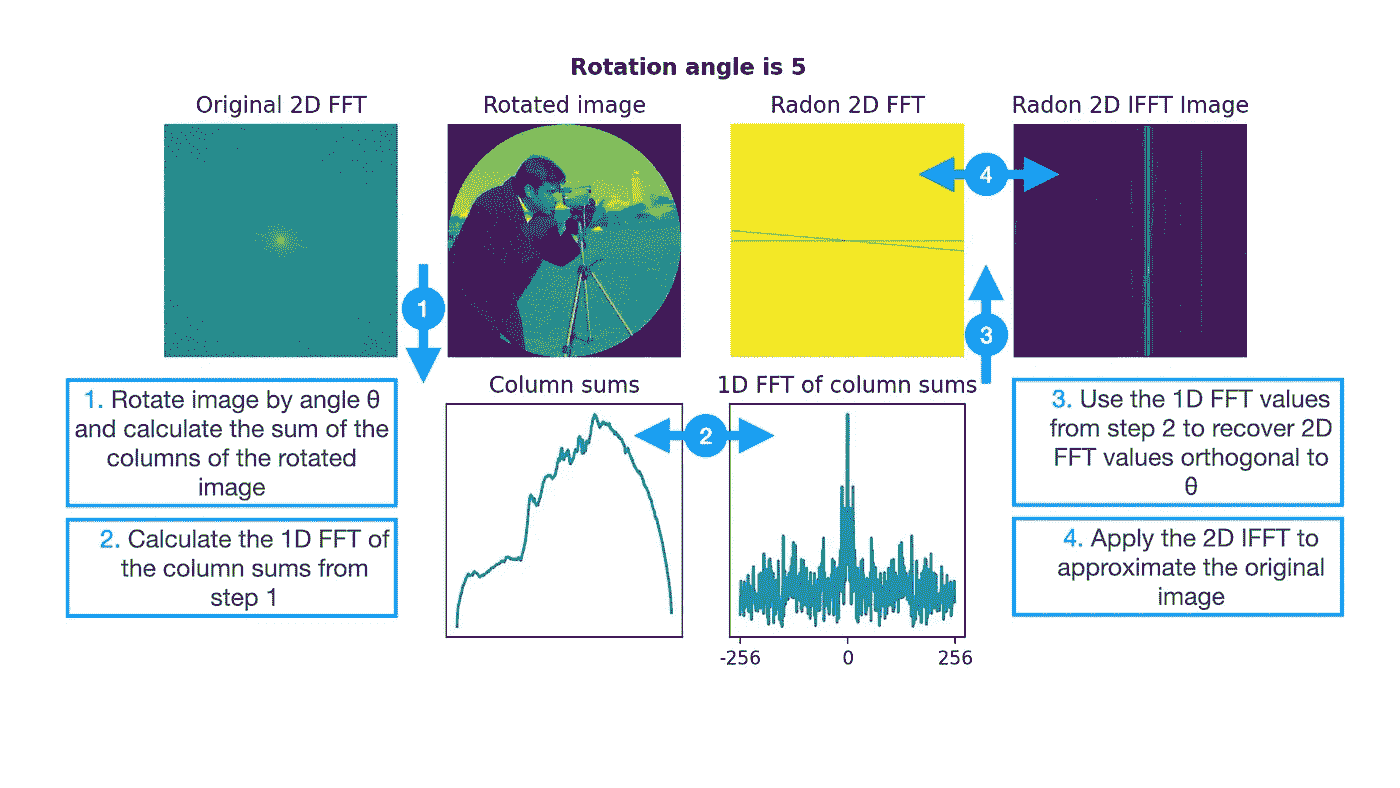 Rotation angle is 5
Original 2D FFT
Rotated image
Radon 2D FFT
Radon 2D IFFT Image
4
1
3
1. Rotate image by angle θ
and calculate the sum of the
columns of the rotated
image
2. Calculate the 1D FFT of
the column sums from
step 1
Column sums
2
1D FFT of column sums
-256
0
256
3. Use the 1D FFT values
from step 2 to recover 2D
FFT values orthogonal to
θ
4. Apply the 2D IFFT to
approximate the original
image